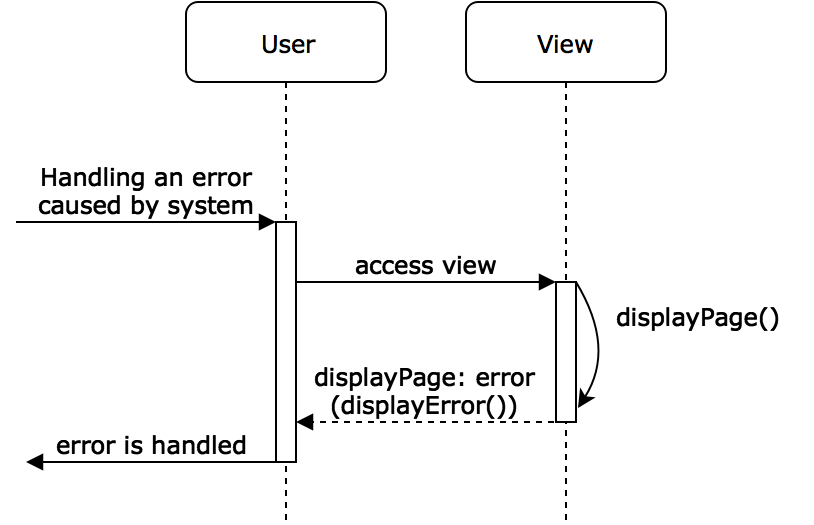 User
View
Handling an error
caused by system
access view
displayPage()
displayPage: error
(displayError())
error is handled